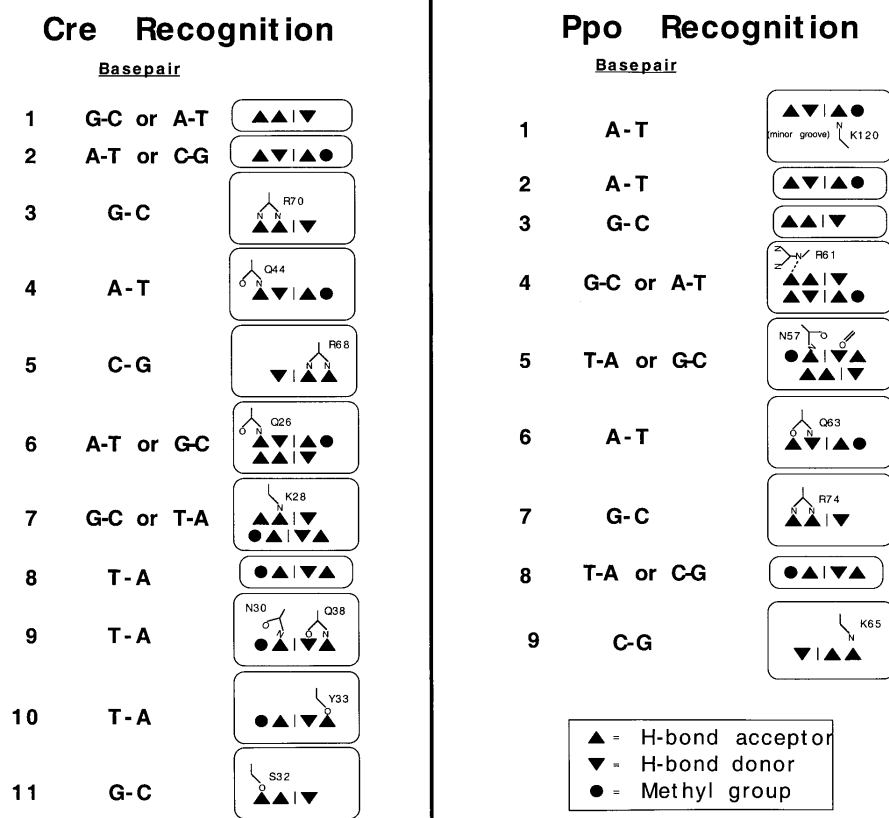 Cre Recognition
Basepair
1 G-C or A-T
2 A-T or C-G
3 G-C R70 N N
4 A-T Q44 O N
5 C-G R68 N N
6 A-T or G-C Q26 O N
7 G-C or T-A K28 N
8 T-A
9 T-A N30 O N Q38 O N
10 T-A Y33 O
11 G-C S32 O
Ppo Recognition
Basepair
1 A-T N (minor groove) K120
2 A-T
3 G-C
4 G-C or A-T N N N R61
5 T-A or G-C N57 O N O
6 A-T Q63 O N
7 G-C R74 N N
8 T-A or C-G
9 C-G K65 N
= H-bond acceptor
= H-bond donor
= Methyl group